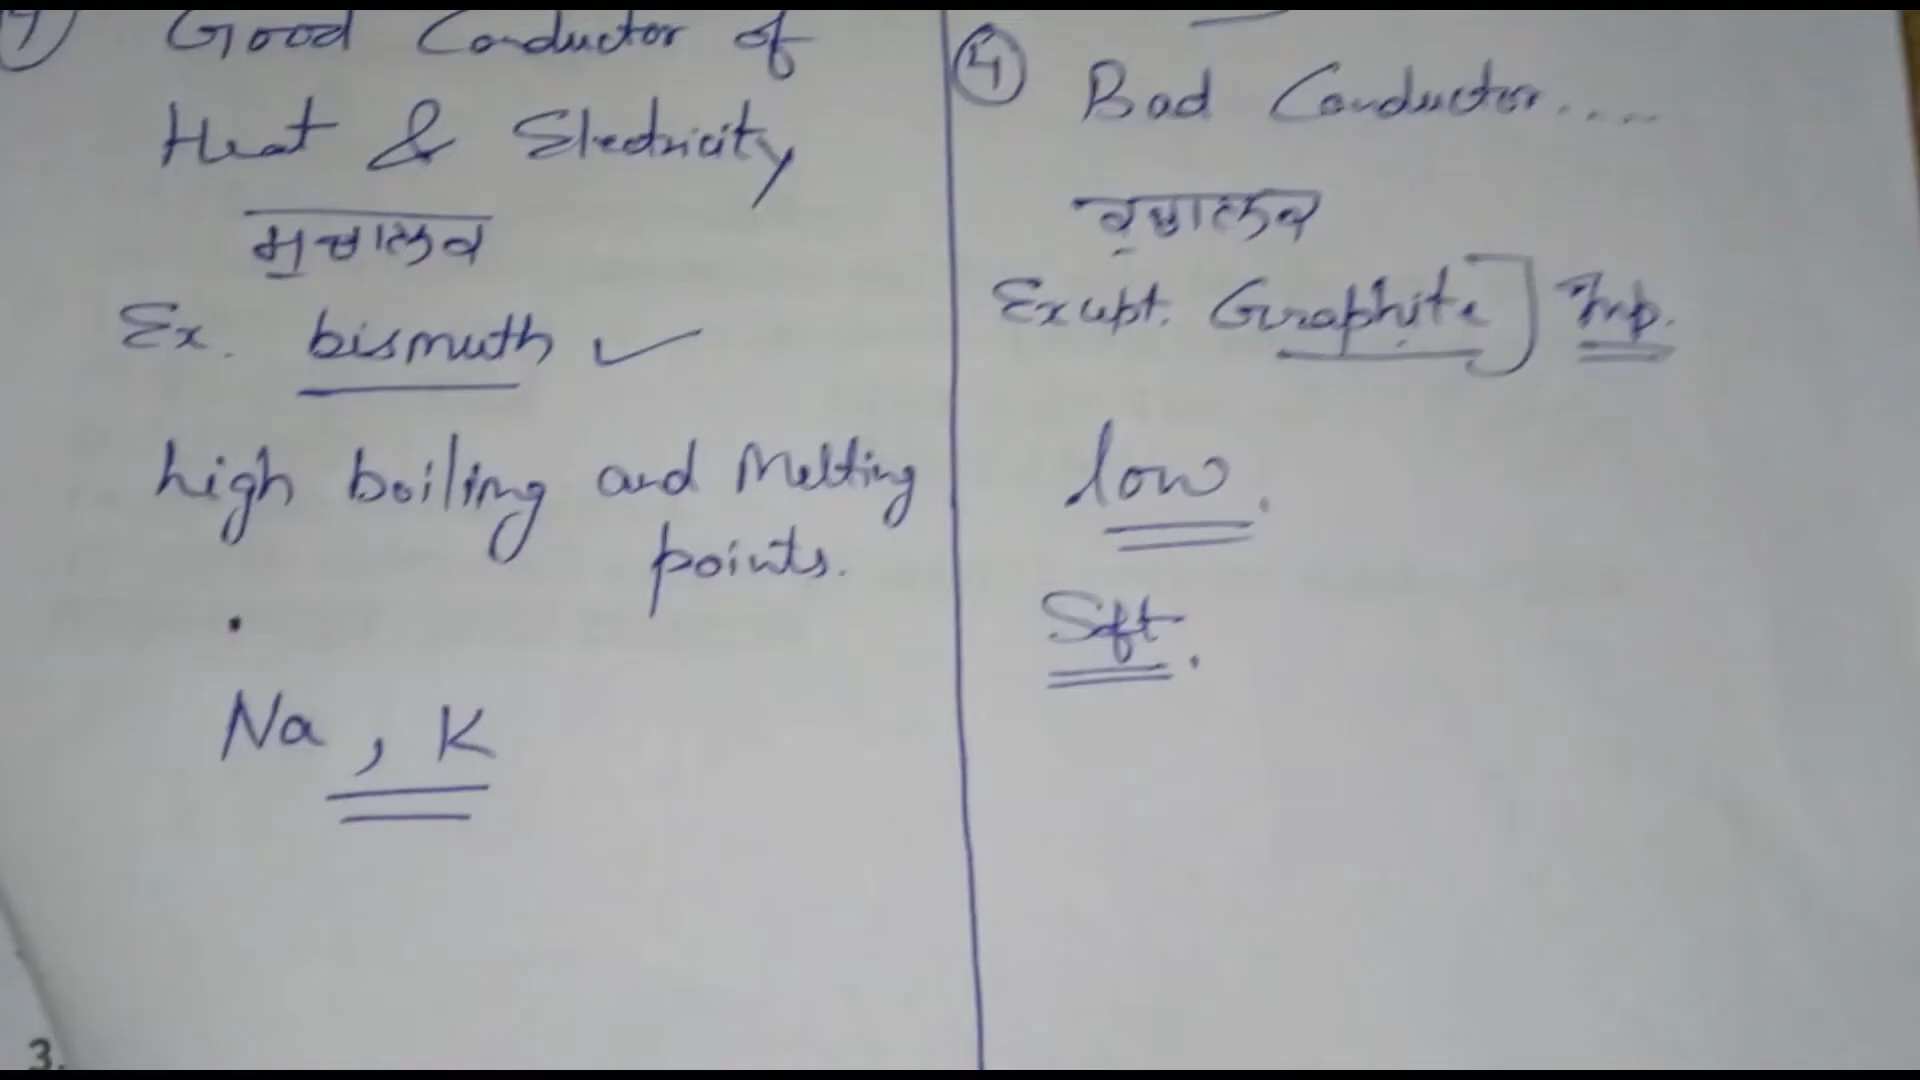 4 Good Conductor of
Heat & Electricity
सुचालक
Ex. bismuth ✓
high boiling and Melting
points.
Na, K
3.
4 Bad Conductor....
कुचालक
Except. Graphite] Imp.
low.
Soft.